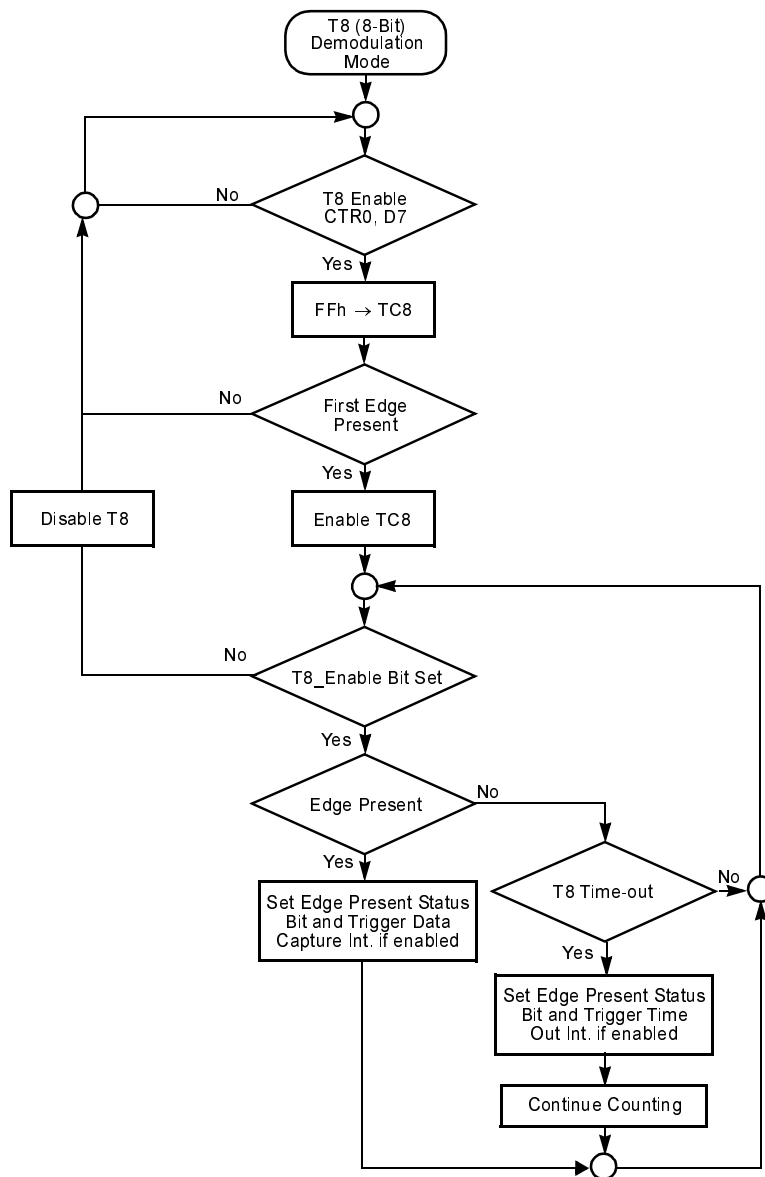 T8 (8-Bit)
Demodulation
Mode
No
T8 Enable
CTR0, D7
Yes
FFh → TC8
No
First Edge
Present
Yes
Disable T8
Enable TC8
No
T8_Enable Bit Set
Yes
Edge Present
No
Yes
T8 Time-out
No
Set Edge Present Status
Bit and Trigger Data
Capture Int. if enabled
Yes
Set Edge Present Status
Bit and Trigger Time
Out Int. if enabled
Continue Counting